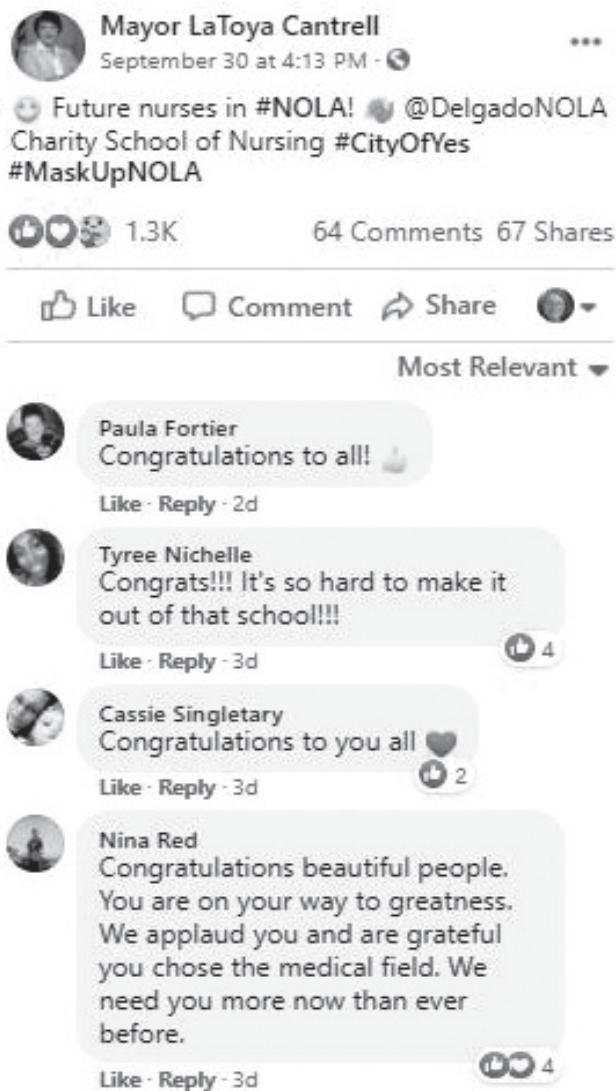 Mayor LaToya Cantrell
September 30 at 4:13 PM ·
Future nurses in #NOLA! @DelgadoNOLA
Charity School of Nursing #CityOfYes
#MaskUpNOLA
1.3K 64 Comments 67 Shares
Like Comment Share
Most Relevant
Paula Fortier
Congratulations to all!
Like · Reply · 2d
Tyree Nichelle
Congrats!!! It's so hard to make it
out of that school!!!
4
Like · Reply · 3d
Cassie Singletary
Congratulations to you all
2
Like · Reply · 3d
Nina Red
Congratulations beautiful people.
You are on your way to greatness.
We applaud you and are grateful
you chose the medical field. We
need you more now than ever
before.
4
Like · Reply · 3d